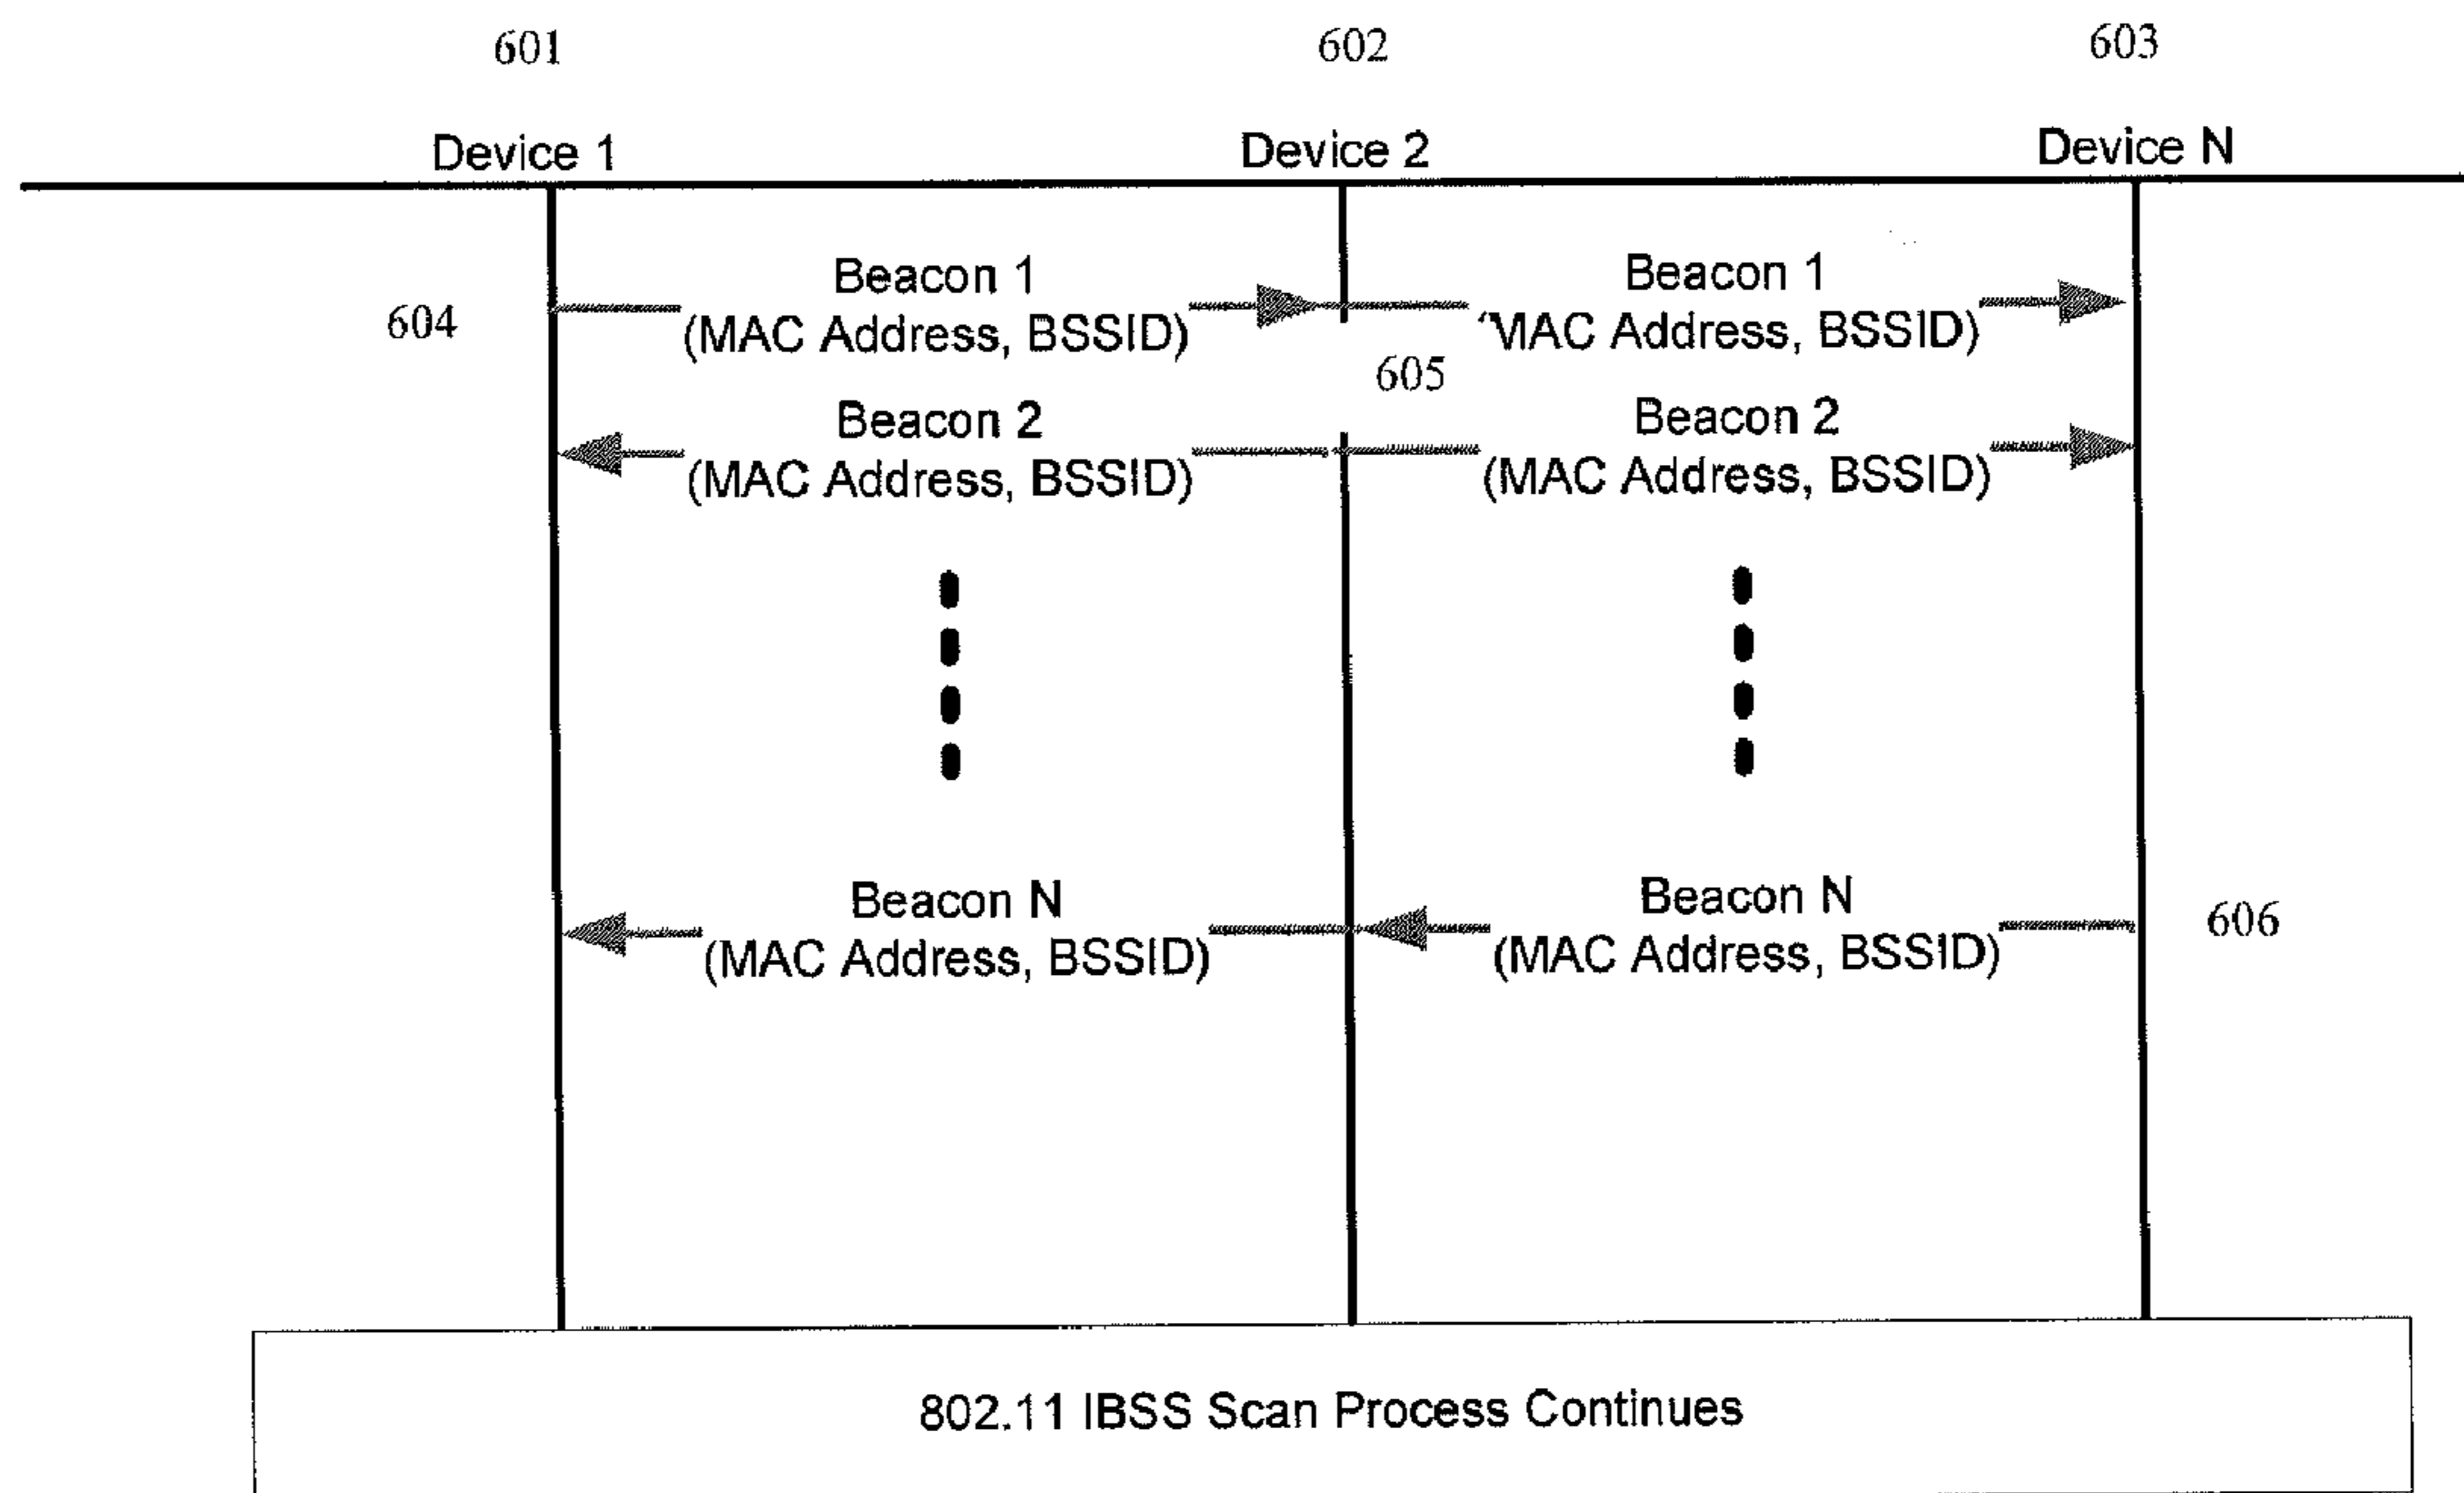 601
602
603
Device 1
Device 2
Device N
Beacon 1
(MAC Address, BSSID)
Beacon 1
MAC Address, BSSID)
604
605
Beacon 2
(MAC Address, BSSID)
Beacon 2
(MAC Address, BSSID)
Beacon N
(MAC Address, BSSID)
Beacon N
(MAC Address, BSSID)
606
802.11 IBSS Scan Process Continues